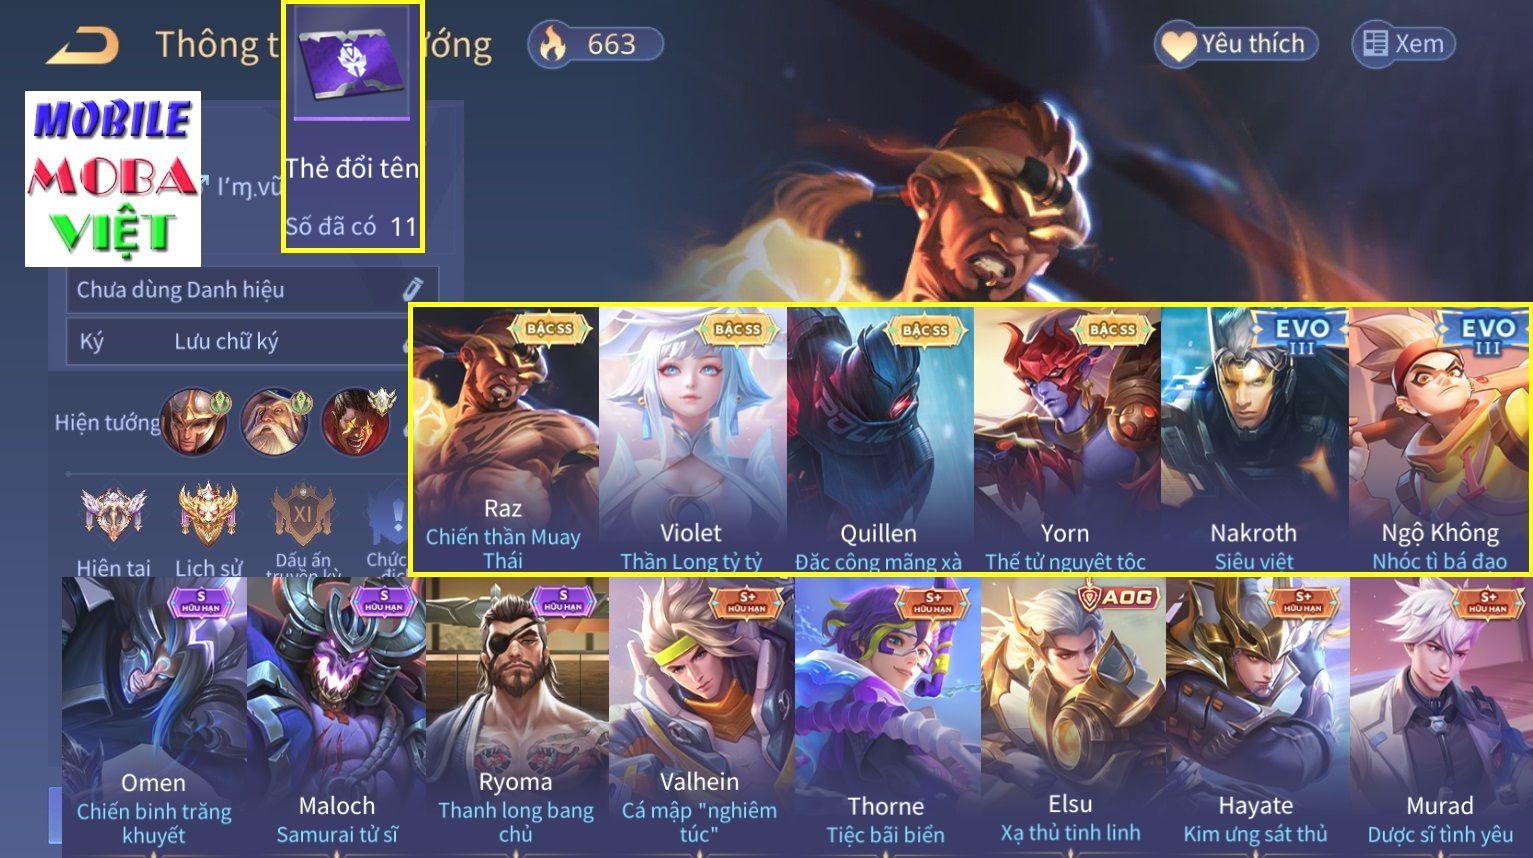 Thông t
ướng
663
Yêu thích
Xem
MOBILE
MOBA
VIỆT
I'ɱ.vũ
Thẻ đổi tên
Số đã có 11
Chưa dùng Danh hiệu
Ký Lưu chữ ký
Hiện tướng
XI
Hiện tại
Lịch sử
Dấu ấn
truyền kỳ
Chức
địch
BẬC SS
Raz
Chiến thần Muay
Thái
BẬC SS
Violet
Thần Long tỷ tỷ
BẬC SS
POLICE
Quillen
Đặc công mãng xà
BẬC SS
Yorn
Thế tử nguyệt tộc
EVO
III
Nakroth
Siêu việt
EVO
III
Ngộ Không
Nhóc tì bá đạo
S
HỮU HẠN
Omen
Chiến binh trăng
khuyết
S
HỮU HẠN
Maloch
Samurai tử sĩ
S
HỮU HẠN
Ryoma
Thanh long bang
chủ
S+
HỮU HẠN
Valhein
Cá mập "nghiêm
túc"
S+
HỮU HẠN
Thorne
Tiệc bãi biển
AOG
Elsu
Xạ thủ tinh linh
S+
HỮU HẠN
Hayate
Kim ưng sát thủ
S+
HỮU HẠN
Murad
Dược sĩ tình yêu